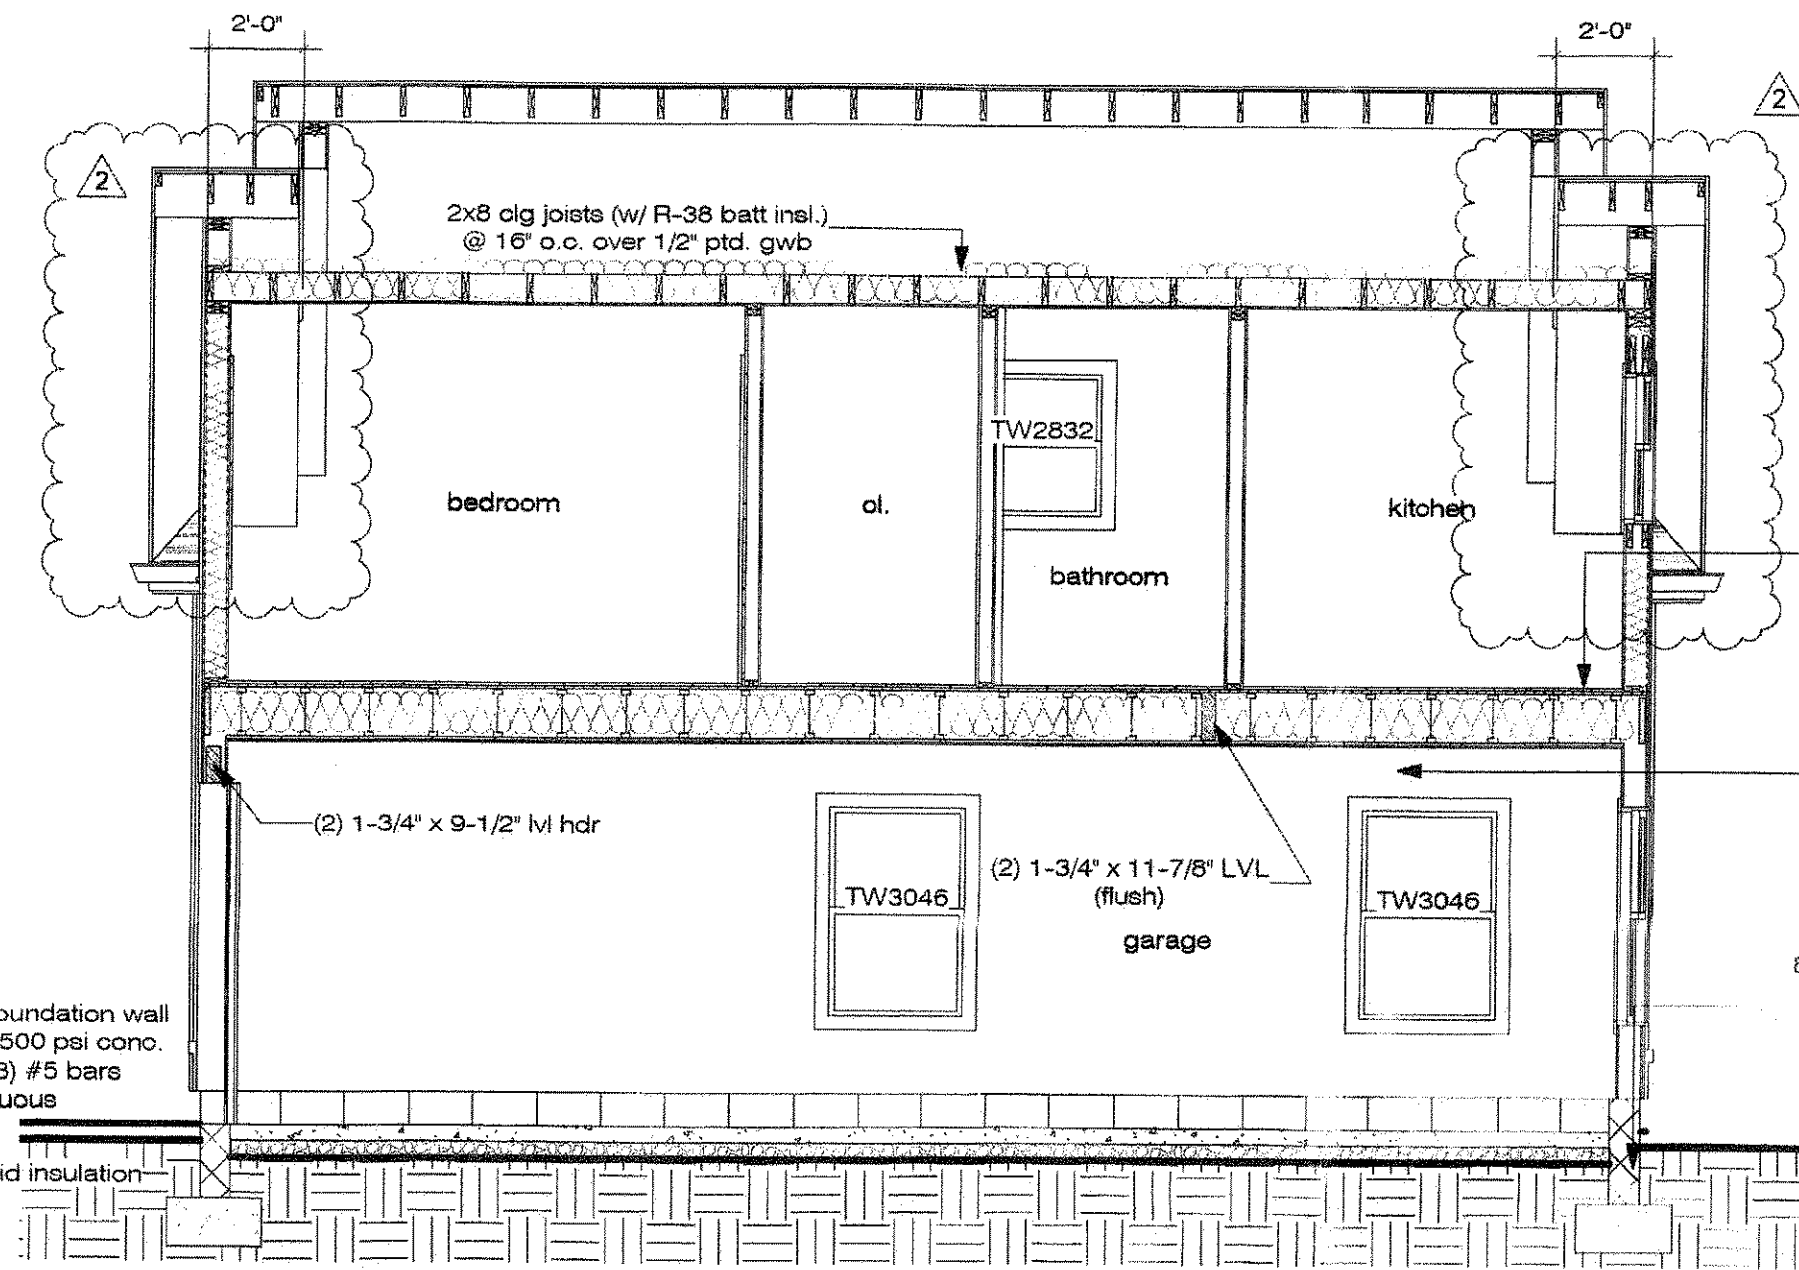 2'-0"
2'-0"
2
2
2x8 clg joists (w/ R-38 batt insl.)
@ 16" o.c. over 1/2" ptd. gwb
TW2832
bedroom
cl.
kitchen
bathroom
(2) 1-3/4" x 9-1/2" lvl hdr
(2) 1-3/4" x 11-7/8" LVL
(flush)
TW3046
TW3046
garage
oundation wall
500 psi conc.
3) #5 bars
uous
id insulation